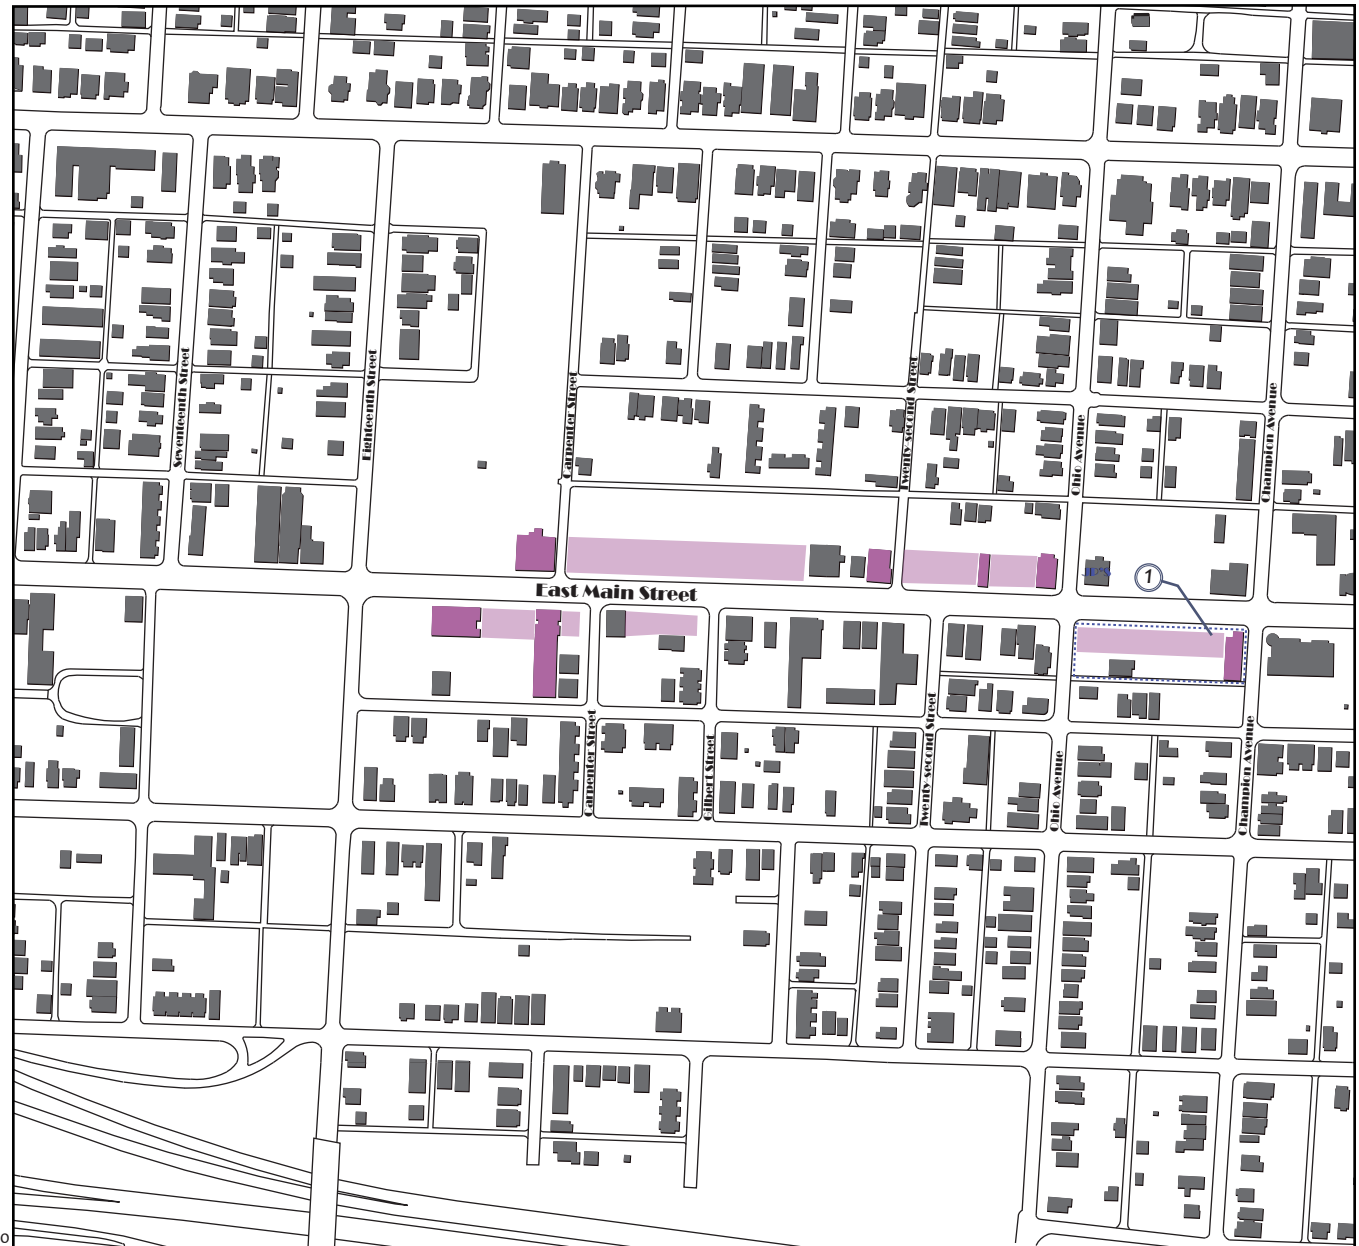 Seventeenth Street
Eighteenth Street
Carpenter Street
Twenty second Street
Ohio Avenue
Champion Avenue
JP'S
1
East Main Street
Carpenter Street
Gilbert Street
Twenty second Street
Ohio Avenue
Champion Avenue
o